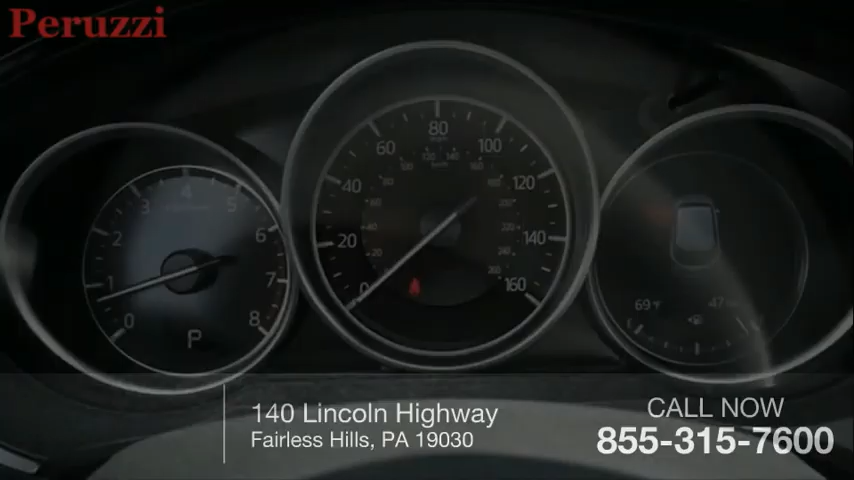 Peruzzi
0 1 2 3 4 5 6 7 8
P
0 20 40 60 80 100 120 140 160
69°F
140 Lincoln Highway
Fairless Hills, PA 19030
CALL NOW
855-315-7600